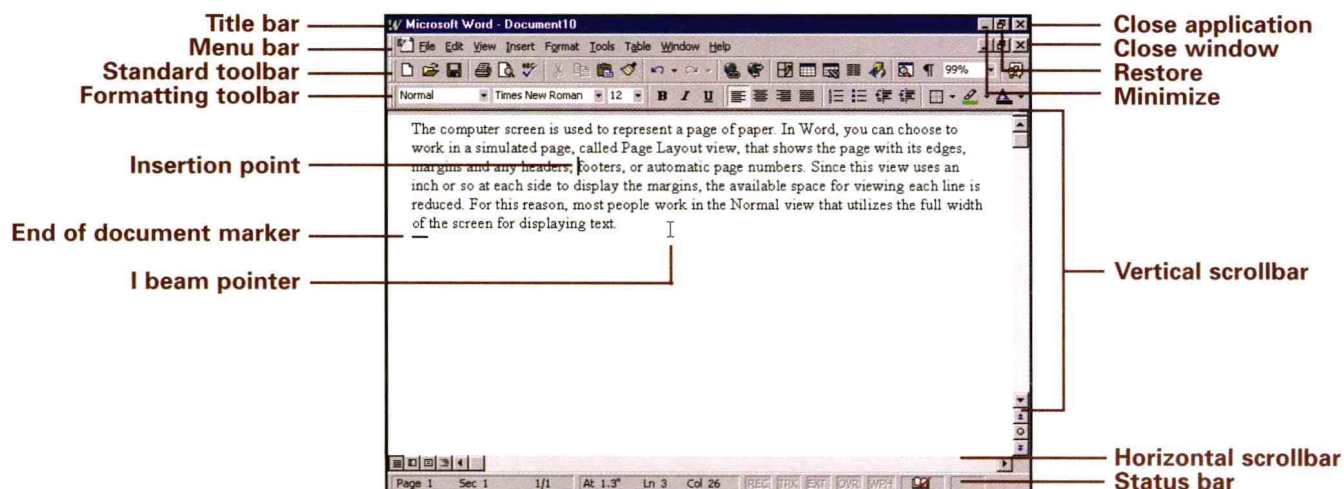 Title bar
Menu bar
Standard toolbar
Formatting toolbar
Insertion point
End of document marker
I beam pointer
Microsoft Word - Document10
File Edit View Insert Format Tools Table Window Help
99%
Normal Times New Roman 12 B I U
The computer screen is used to represent a page of paper. In Word, you can choose to
work in a simulated page, called Page Layout view, that shows the page with its edges,
margins and any headers, footers, or automatic page numbers. Since this view uses an
inch or so at each side to display the margins, the available space for viewing each line is
reduced. For this reason, most people work in the Normal view that utilizes the full width
of the screen for displaying text.
Page 1 Sec 1 1/1 At 1.3" Ln 3 Col 26 REC TRK EXT OVR WPH
Close application
Close window
Restore
Minimize
Vertical scrollbar
Horizontal scrollbar
Status bar